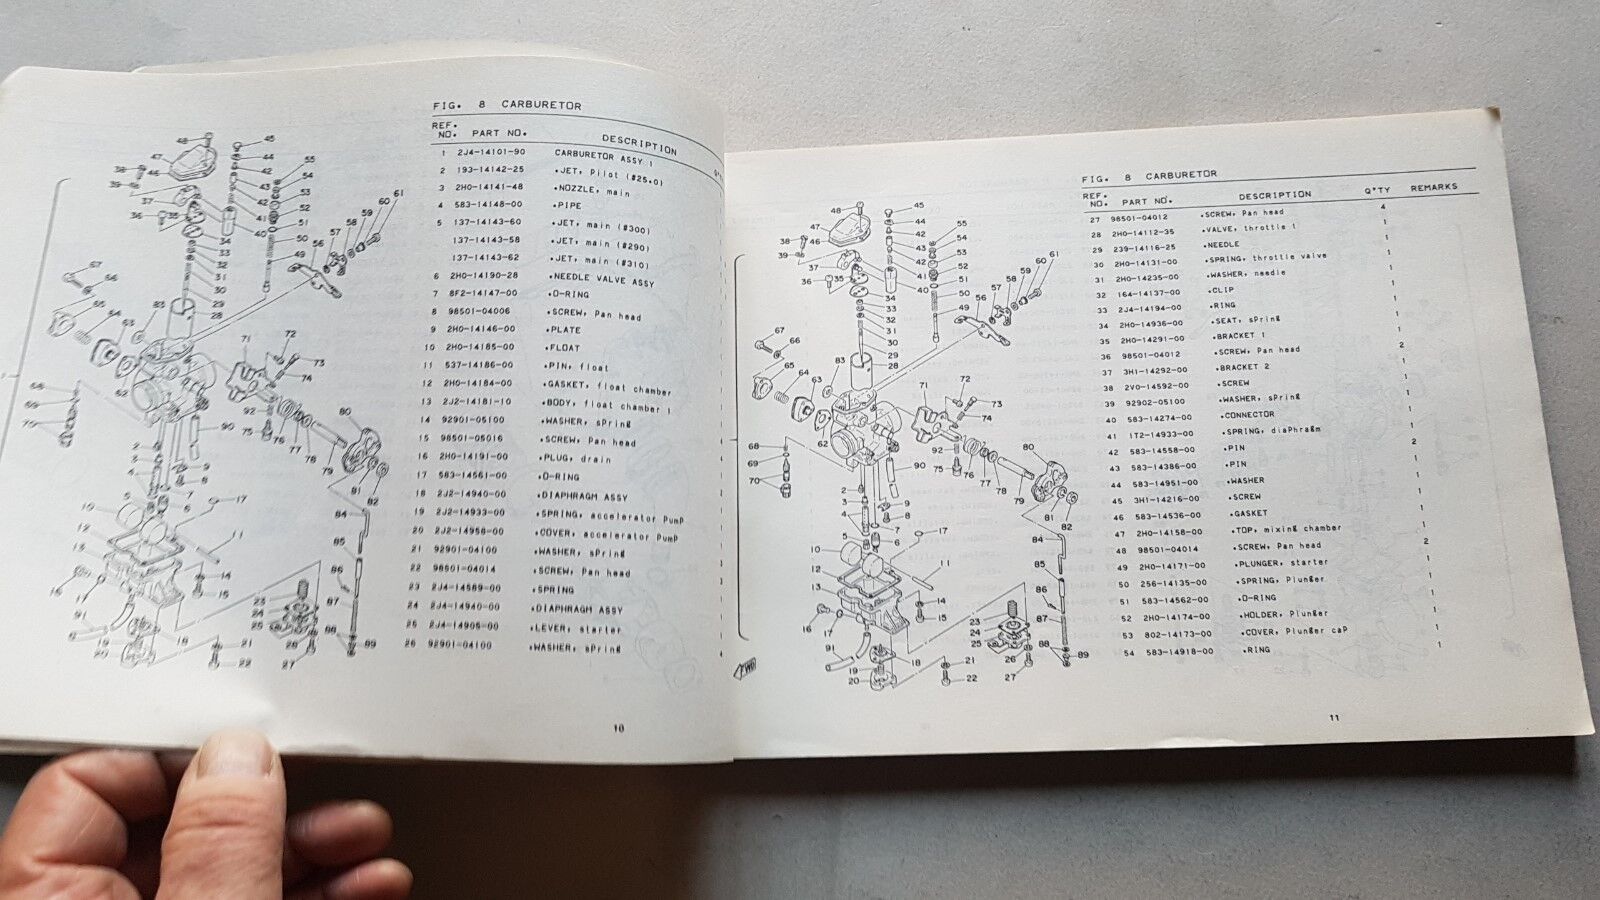 FIG. 8 CARBURETOR
REF. NO. PART NO. DESCRIPTION
1 2J4-14101-90 CARBURETOR ASSY 1
2 193-14142-25 .JET, Pilot (#25.0)
3 2H0-14141-48 .NOZZLE, main
4 583-14148-00 .PIPE
5 137-14143-60 .JET, main (#300)
137-14143-58 .JET, main (#290)
137-14143-62 .JET, main (#310)
6 2H0-14190-28 .NEEDLE VALVE ASSY
7 8F2-14147-00 .O-RING
8 98501-04006 .SCREW, Pan head
9 2H0-14146-00 .PLATE
10 2H0-14185-00 .FLOAT
11 537-14186-00 .PIN, float
12 2H0-14184-00 .GASKET, float chamber
13 2J2-14181-10 .BODY, float chamber 1
14 92901-05100 .WASHER, sPring
15 98501-05016 .SCREW, Pan head
16 2H0-14191-00 .PLUG, drain
17 583-14561-00 .O-RING
18 2J2-14940-00 .DIAPHRAGM ASSY
19 2J2-14933-00 .SPRING, accelerator PumP
20 2J2-14958-00 .COVER, accelerator PumP
21 92901-04100 .WASHER, sPring
22 98501-04014 .SCREW, Pan head
23 2J4-14589-00 .SPRING
24 2J4-14940-00 .DIAPHRAGM ASSY
25 2J4-14905-00 .LEVER, starter
26 92901-04100 .WASHER, sPring
10
FIG. 8 CARBURETOR
REF. NO. PART NO. DESCRIPTION Q'TY REMARKS
27 98501-04012 .SCREW, Pan head 4
28 2H0-14112-35 .VALVE, throttle 1 1
29 239-14116-25 .NEEDLE 1
30 2H0-14131-00 .SPRING, throttle valve 1
31 2H0-14235-00 .WASHER, needle 1
32 164-14137-00 .CLIP 1
33 2J4-14194-00 .RING 1
34 2H0-14936-00 .SEAT, sPring 1
35 2H0-14291-00 .BRACKET 1 1
36 98501-04012 .SCREW, Pan head 2
37 3H1-14292-00 .BRACKET 2 1
38 2V0-14592-00 .SCREW 1
39 92902-05100 .WASHER, sPring 1
40 583-14274-00 .CONNECTOR 1
41 1T2-14933-00 .SPRING, diaPhragm 1
42 583-14558-00 .PIN 2
43 583-14386-00 .PIN 1
44 583-14951-00 .WASHER 1
45 3H1-14216-00 .SCREW 1
46 583-14536-00 .GASKET 1
47 2H0-14158-00 .TOP, mixing chamber 1
48 98501-04014 .SCREW, Pan head 2
49 2H0-14171-00 .PLUNGER, starter 1
50 256-14135-00 .SPRING, Plunger 1
51 583-14562-00 .O-RING 1
52 2H0-14174-00 .HOLDER, Plunger 1
53 802-14173-00 .COVER, Plunger caP 1
54 583-14918-00 .RING 1
FWD
11